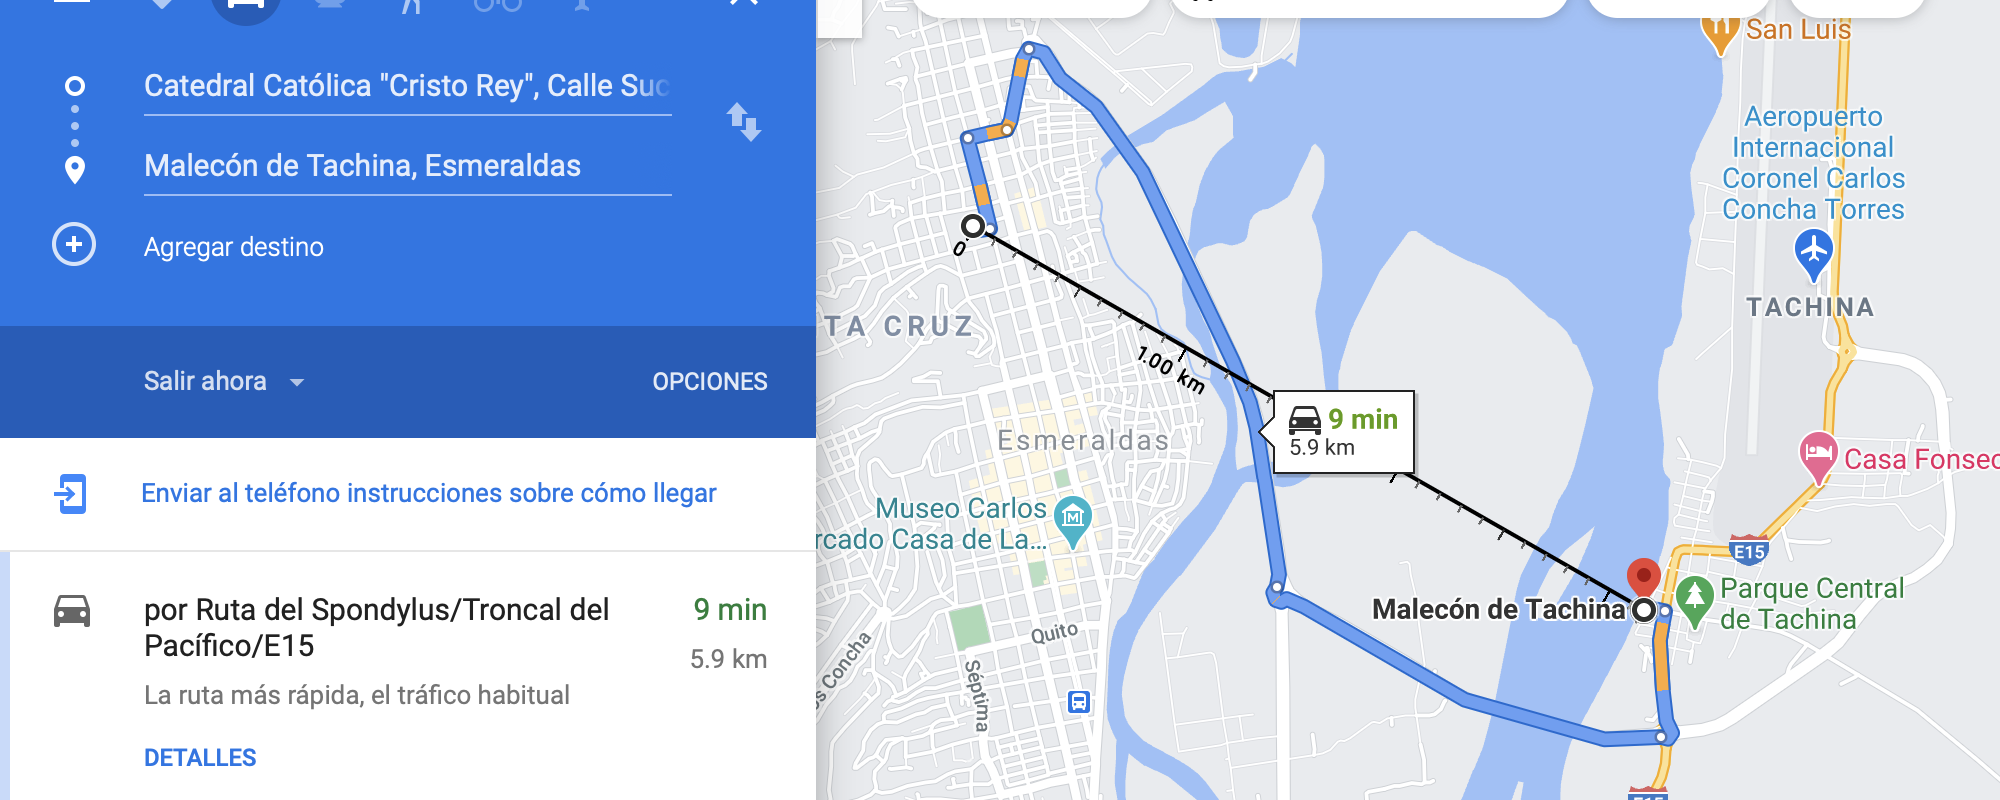 Catedral Católica "Cristo Rey", Calle Suc
Malecón de Tachina, Esmeraldas
Agregar destino
Salir ahora
OPCIONES
Enviar al teléfono instrucciones sobre cómo llegar
por Ruta del Spondylus/Troncal del
Pacífico/E15
9 min
5.9 km
La ruta más rápida, el tráfico habitual
DETALLES
San Luis
Aeropuerto
Internacional
Coronel Carlos
Concha Torres
TACHINA
0
TA CRUZ
1.00 km
9 min
5.9 km
Esmeraldas
Casa Fonsec
Museo Carlos
rcado Casa de La...
E15
Parque Central
de Tachina
Malecón de Tachina
Quito
s Concha
Séptima
E15